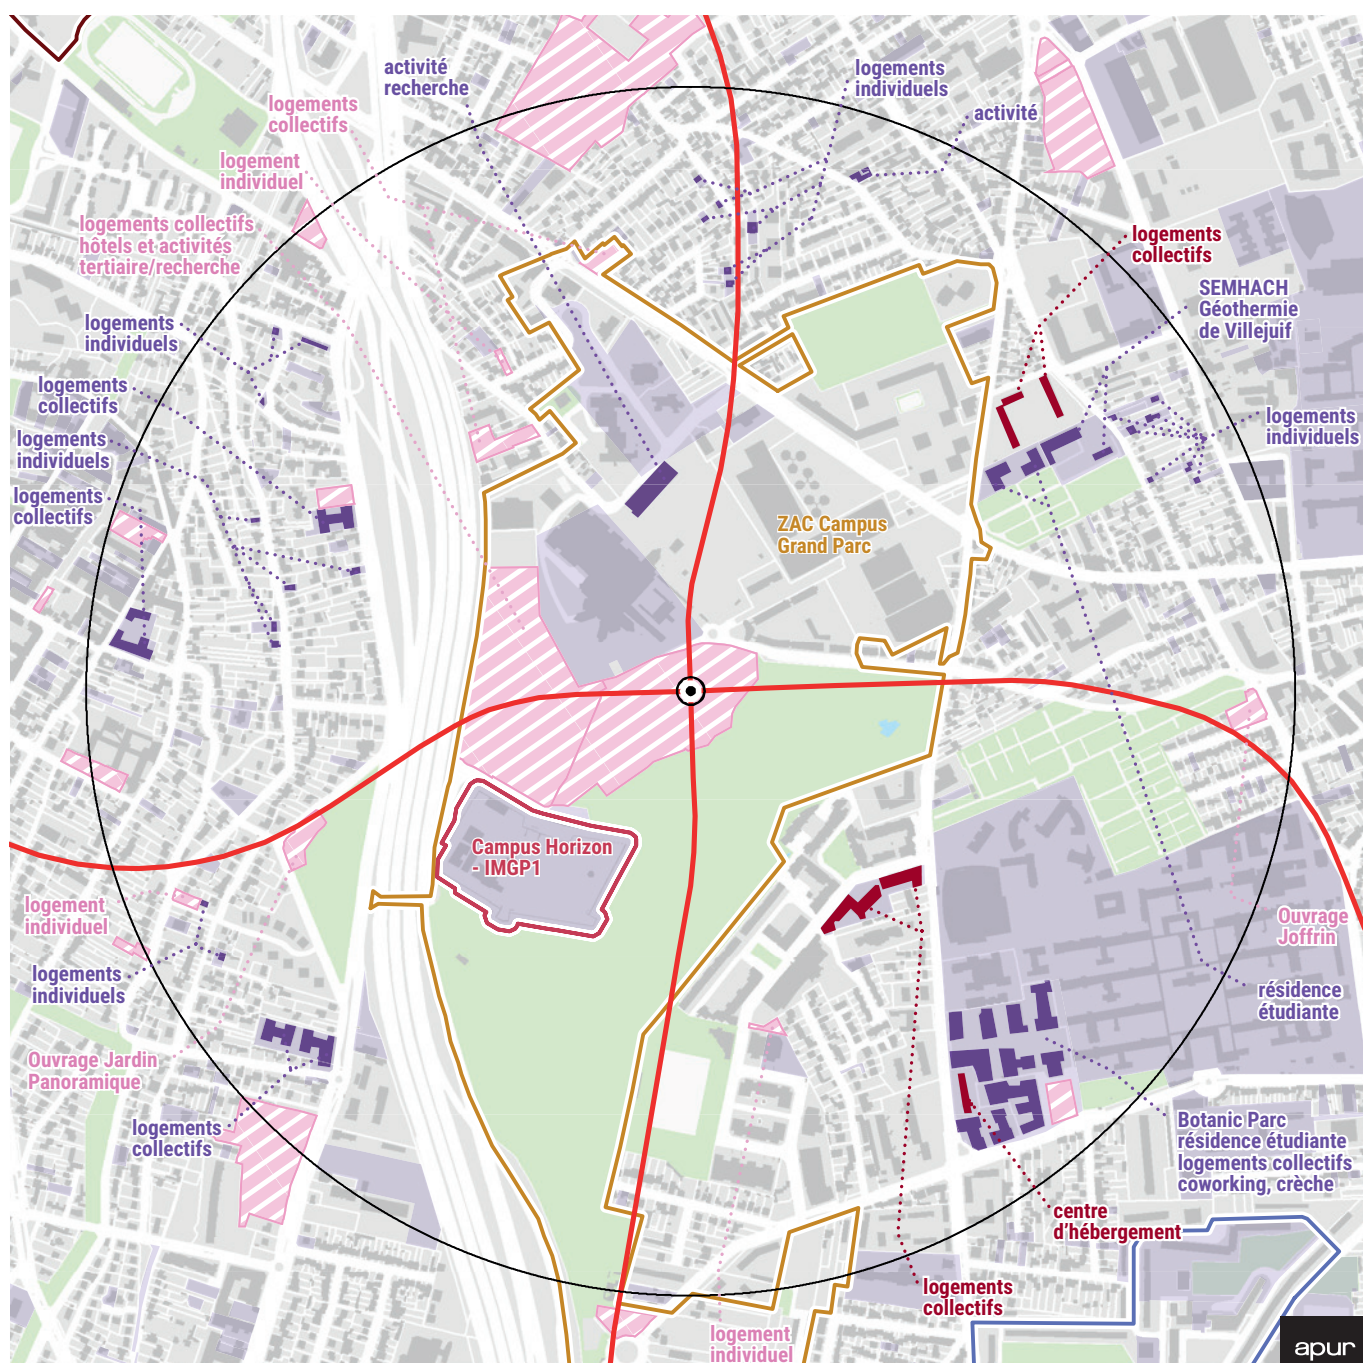 activité
recherche
logements
individuels
activité
logements
collectifs
logement
individuel
logements collectifs
hôtels et activités
tertiaire/recherche
logements
collectifs
SEMHACH
Géothermie
de Villejuif
logements
individuels
logements
collectifs
logements
individuels
logements
collectifs
logements
individuels
ZAC Campus
Grand Parc
Campus Horizon
- IMGP1
logement
individuel
logements
individuels
Ouvrage
Joffrin
résidence
étudiante
Ouvrage Jardin
Panoramique
logements
collectifs
Botanic Parc
résidence étudiante
logements collectifs
coworking, crèche
centre
d'hébergement
logements
collectifs
logement
individuel
apur